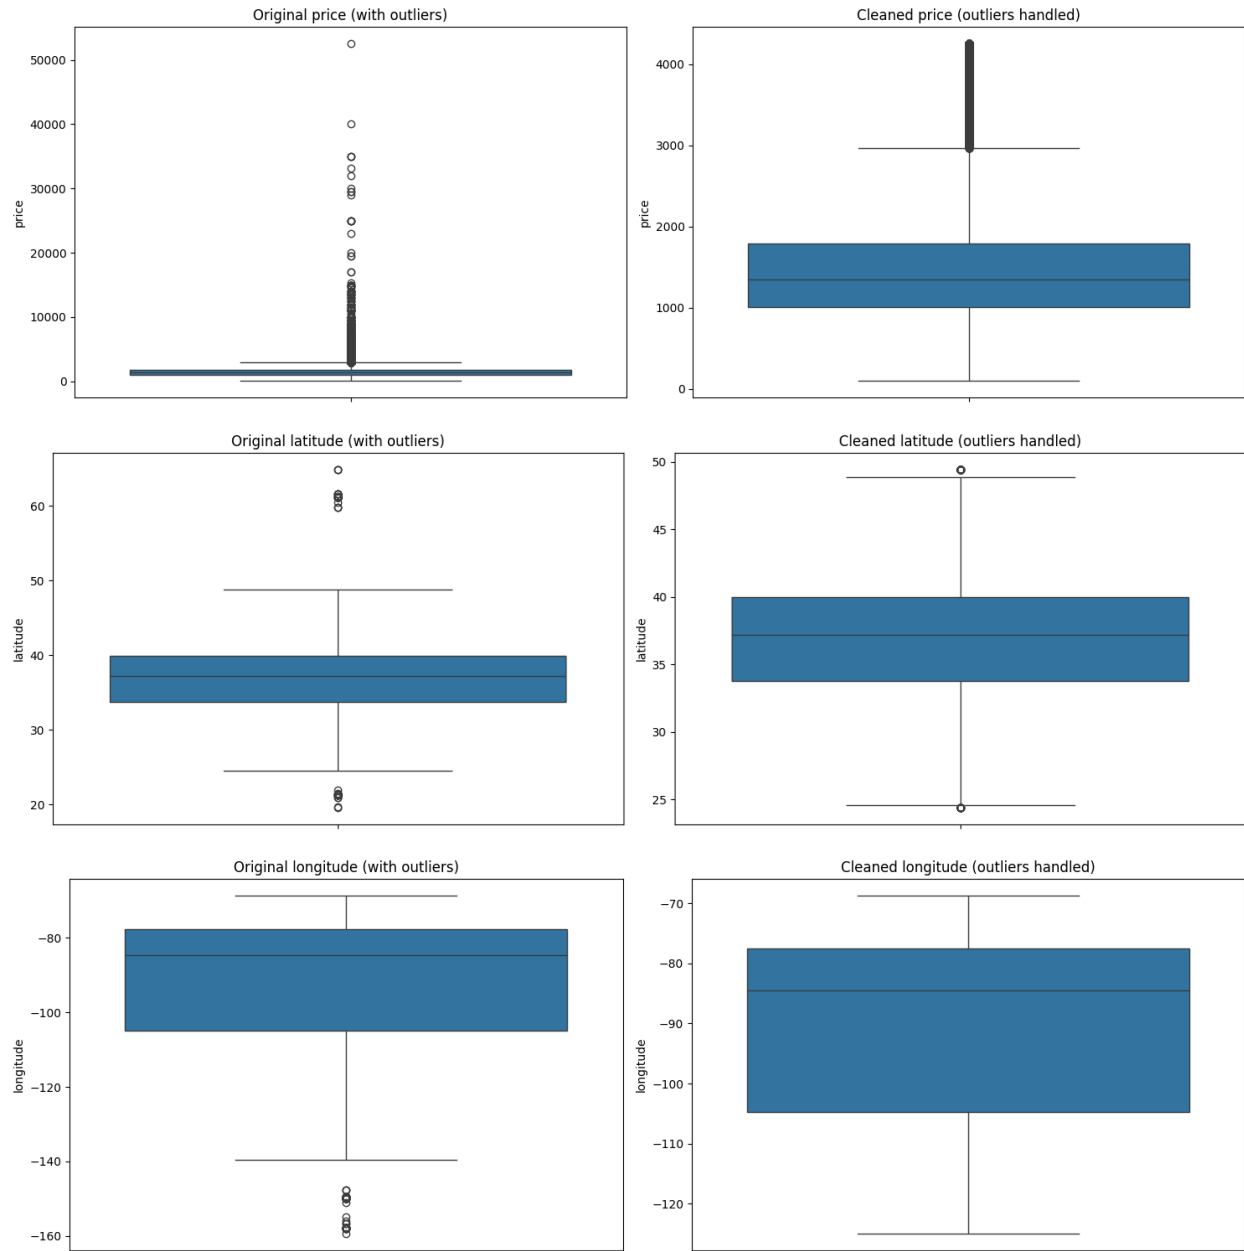 Original price (with outliers)
Cleaned price (outliers handled)
50000
40000
30000
20000
10000
0
price
4000
3000
2000
1000
0
price
Original latitude (with outliers)
Cleaned latitude (outliers handled)
60
50
40
30
20
latitude
50
45
40
35
30
25
latitude
Original longitude (with outliers)
Cleaned longitude (outliers handled)
−80
−100
−120
−140
−160
longitude
−70
−80
−90
−100
−110
−120
longitude